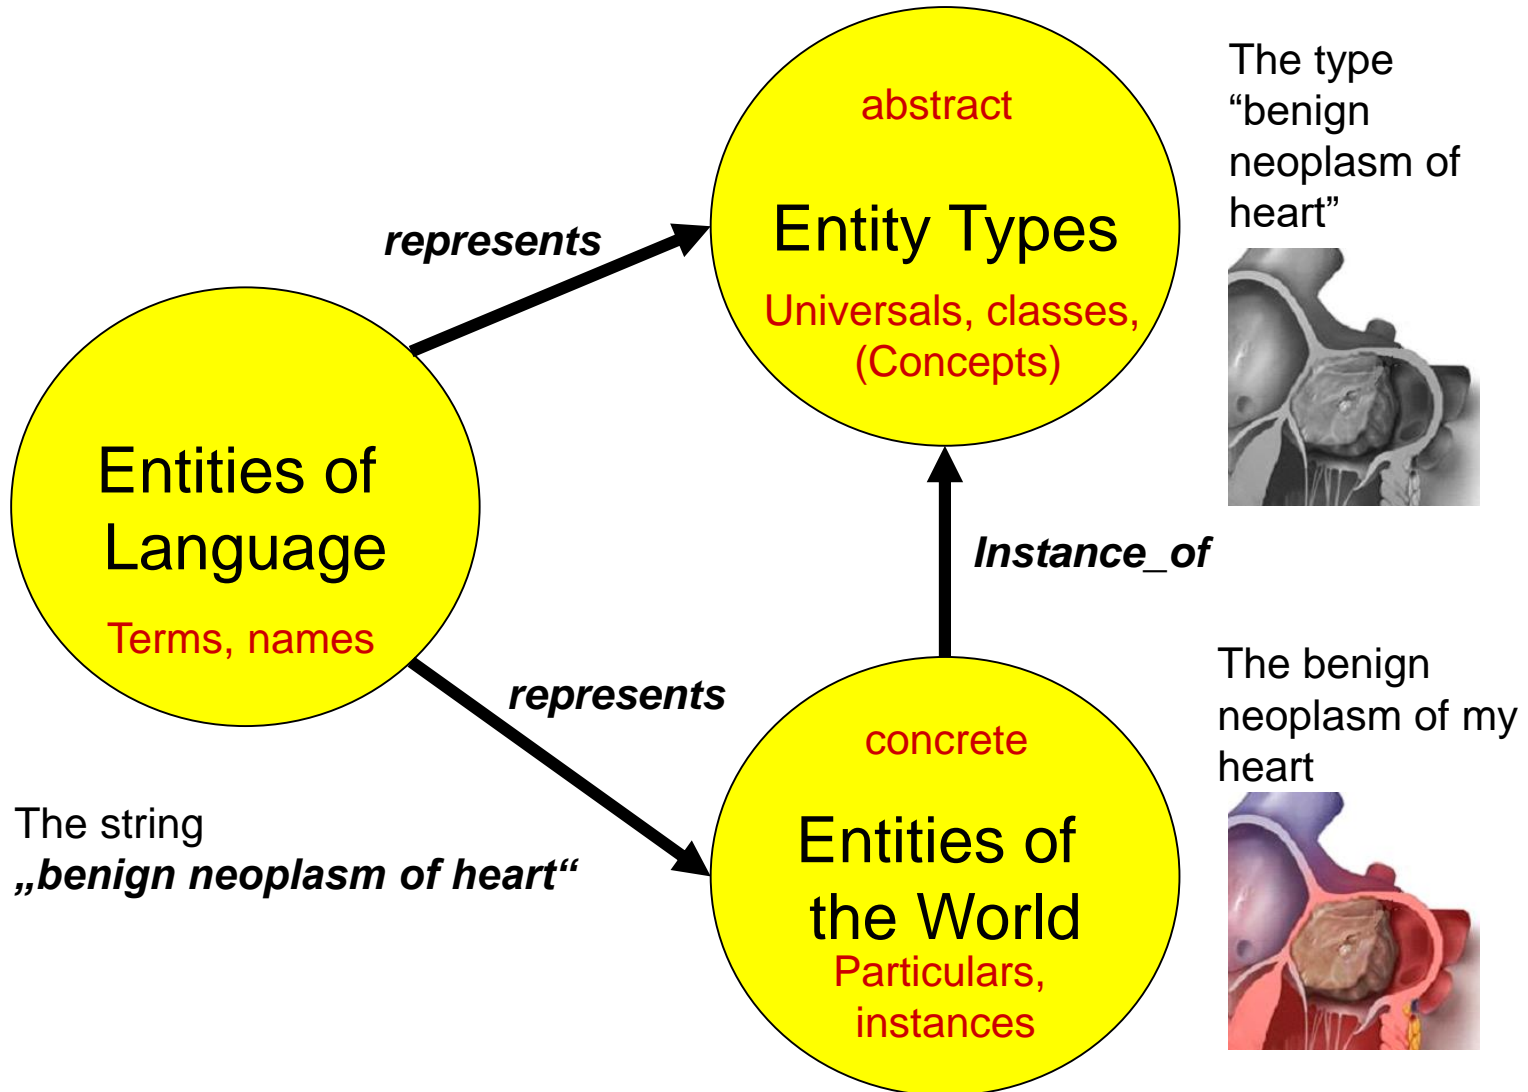 abstract
Entity Types
Universals, classes,
(Concepts)
The type
“benign
neoplasm of
heart”
represents
Entities of
Language
Terms, names
Instance_of
represents
The string
„benign neoplasm of heart“
concrete
Entities of
the World
Particulars,
instances
The benign
neoplasm of my
heart